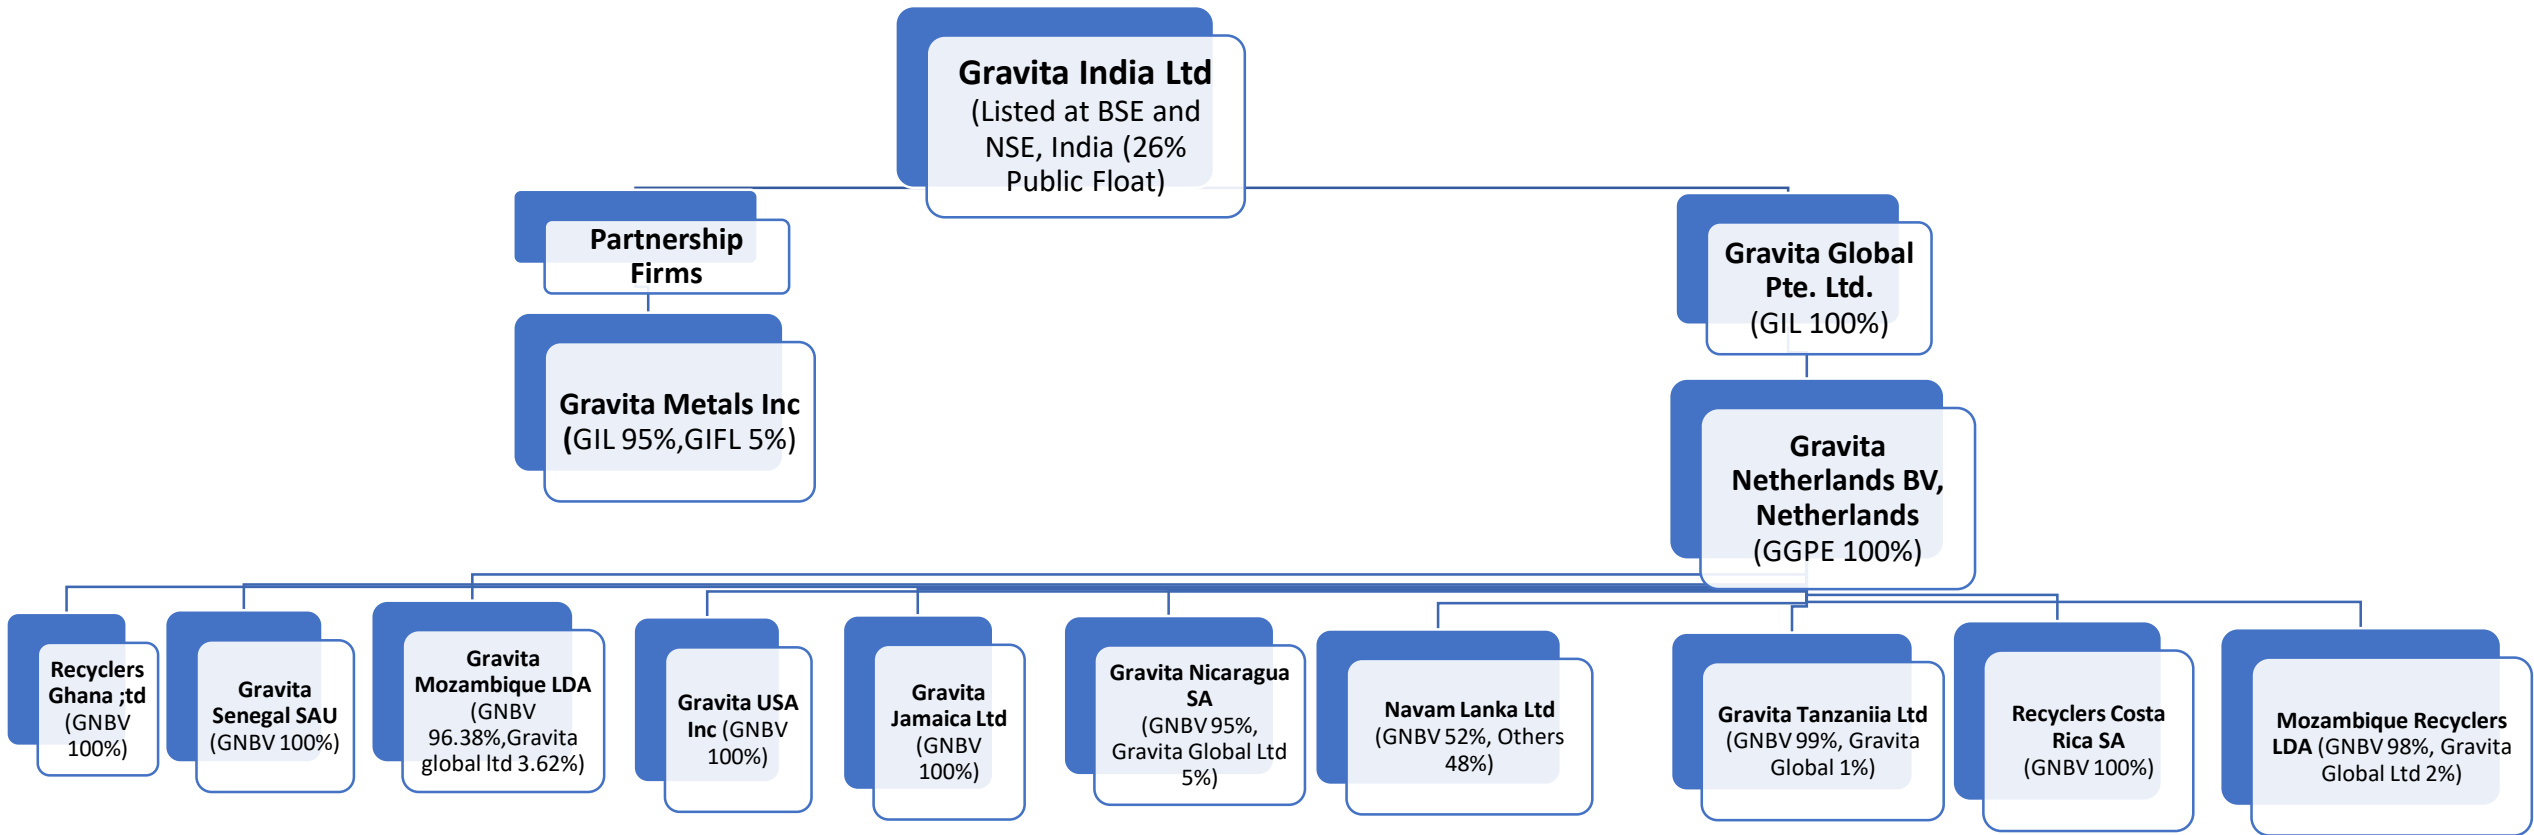 Gravita India Ltd
(Listed at BSE and
NSE, India (26%
Public Float)
Partnership
Firms
Gravita Global
Pte. Ltd.
(GIL 100%)
Gravita Metals Inc
(GIL 95%,GIFL 5%)
Gravita
Netherlands BV,
Netherlands
(GGPE 100%)
Recyclers
Ghana ;td
(GNBV
100%)
Gravita
Senegal SAU
(GNBV 100%)
Gravita
Mozambique LDA
(GNBV
96.38%,Gravita
global ltd 3.62%)
Gravita USA
Inc (GNBV
100%)
Gravita
Jamaica Ltd
(GNBV
100%)
Gravita Nicaragua
SA
(GNBV 95%,
Gravita Global Ltd
5%)
Navam Lanka Ltd
(GNBV 52%, Others
48%)
Gravita Tanzaniia Ltd
(GNBV 99%, Gravita
Global 1%)
Recyclers Costa
Rica SA
(GNBV 100%)
Mozambique Recyclers
LDA (GNBV 98%, Gravita
Global Ltd 2%)